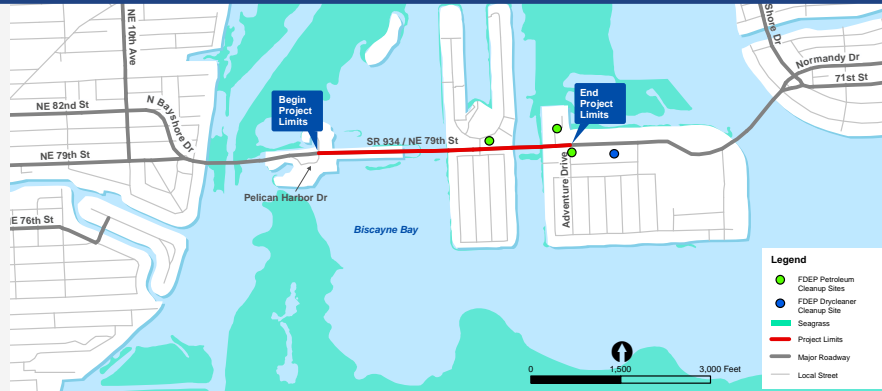 NE 10th Ave
Shore Dr
Normandy Dr
71st St
NE 82nd St
N Bayshore Dr
Begin
Project
Limits
End
Project
Limits
SR 934 / NE 79th St
NE 79th St
Pelican Harbor Dr
Adventure Drive
E 76th St
Biscayne Bay
Legend
FDEP Petroleum
Cleanup Sites
FDEP Drycleaner
Cleanup Site
Seagrass
Project Limits
Major Roadway
Local Street
0 1,500 3,000 Feet